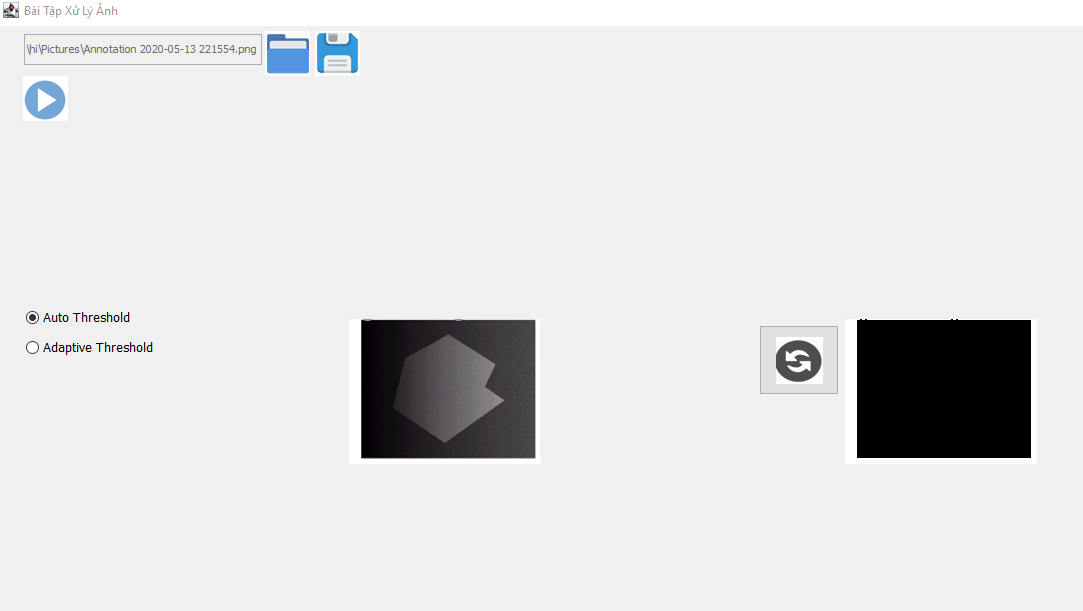 Bài Tập Xử Lý Ảnh
\hi\Pictures\Annotation 2020-05-13 221554.png
Auto Threshold
Adaptive Threshold